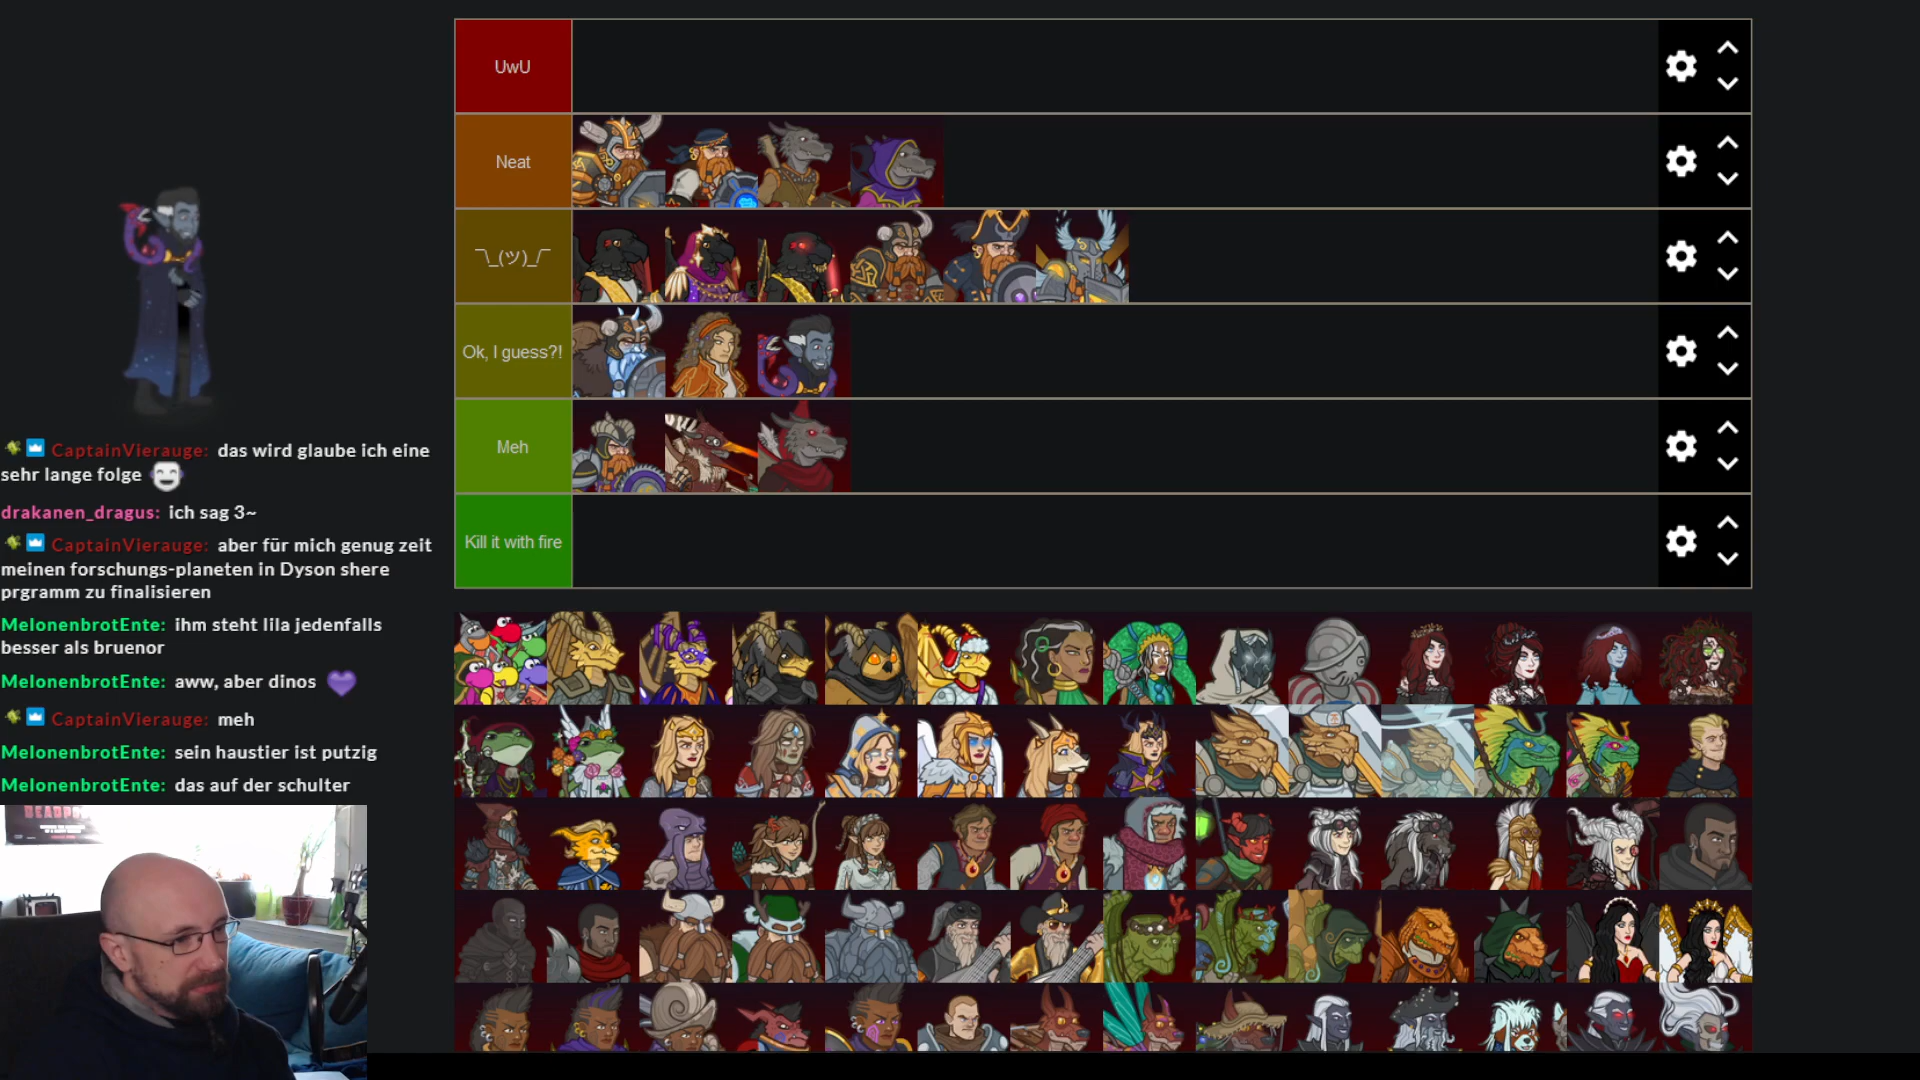 UwU
Neat
¯\_(ツ)_/¯
Ok, I guess?!
Meh
Kill it with fire
CaptainVierauge: das wird glaube ich eine
sehr lange folge
drakanen_dragus: ich sag 3~
CaptainVierauge: aber für mich genug zeit
meinen forschungs-planeten in Dyson shere
prgramm zu finalisieren
MelonenbrotEnte: ihm steht lila jedenfalls
besser als bruenor
MelonenbrotEnte: aww, aber dinos
CaptainVierauge: meh
MelonenbrotEnte: sein haustier ist putzig
MelonenbrotEnte: das auf der schulter